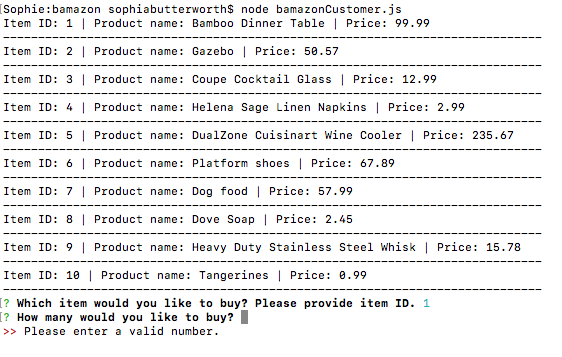 [Sophie:bamazon sophiabutterworth$ node bamazonCustomer.js
Item ID: 1 | Product name: Bamboo Dinner Table | Price: 99.99
----------------------------------------------------------------------------
Item ID: 2 | Product name: Gazebo | Price: 50.57
----------------------------------------------------------------------------
Item ID: 3 | Product name: Coupe Cocktail Glass | Price: 12.99
----------------------------------------------------------------------------
Item ID: 4 | Product name: Helena Sage Linen Napkins | Price: 2.99
----------------------------------------------------------------------------
Item ID: 5 | Product name: DualZone Cuisinart Wine Cooler | Price: 235.67
----------------------------------------------------------------------------
Item ID: 6 | Product name: Platform shoes | Price: 67.89
----------------------------------------------------------------------------
Item ID: 7 | Product name: Dog food | Price: 57.99
----------------------------------------------------------------------------
Item ID: 8 | Product name: Dove Soap | Price: 2.45
----------------------------------------------------------------------------
Item ID: 9 | Product name: Heavy Duty Stainless Steel Whisk | Price: 15.78
----------------------------------------------------------------------------
Item ID: 10 | Product name: Tangerines | Price: 0.99
----------------------------------------------------------------------------
[? Which item would you like to buy? Please provide item ID. 1
[? How many would you like to buy?
>> Please enter a valid number.